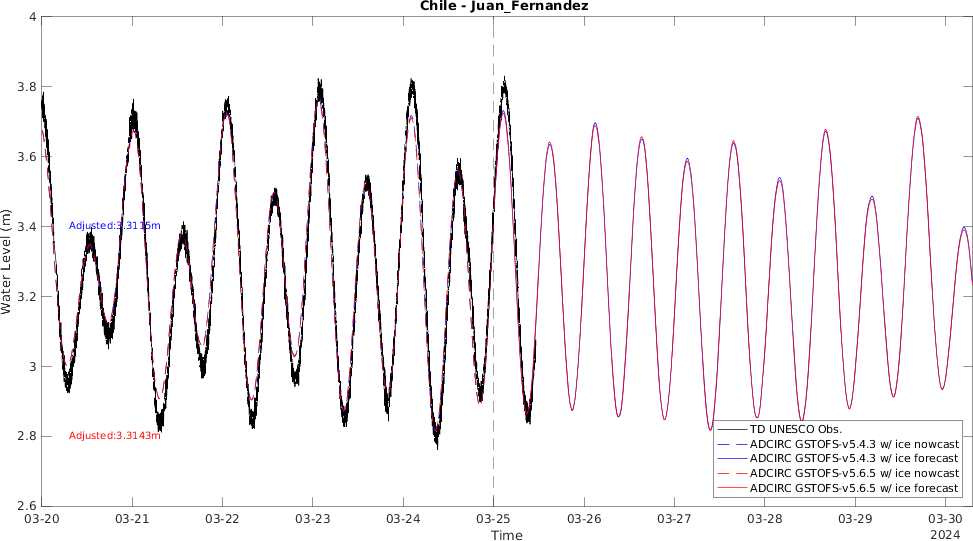 Chile - Juan_Fernandez
4
3.8
3.6
3.4
3.2
3
2.8
2.6
Water Level (m)
Adjusted:3.3115m
Adjusted:3.3143m
TD UNESCO Obs.
ADCIRC GSTOFS-v5.4.3 w/ ice nowcast
ADCIRC GSTOFS-v5.4.3 w/ ice forecast
ADCIRC GSTOFS-v5.6.5 w/ ice nowcast
ADCIRC GSTOFS-v5.6.5 w/ ice forecast
03-20 03-21 03-22 03-23 03-24 03-25 03-26 03-27 03-28 03-29 03-30
Time
2024